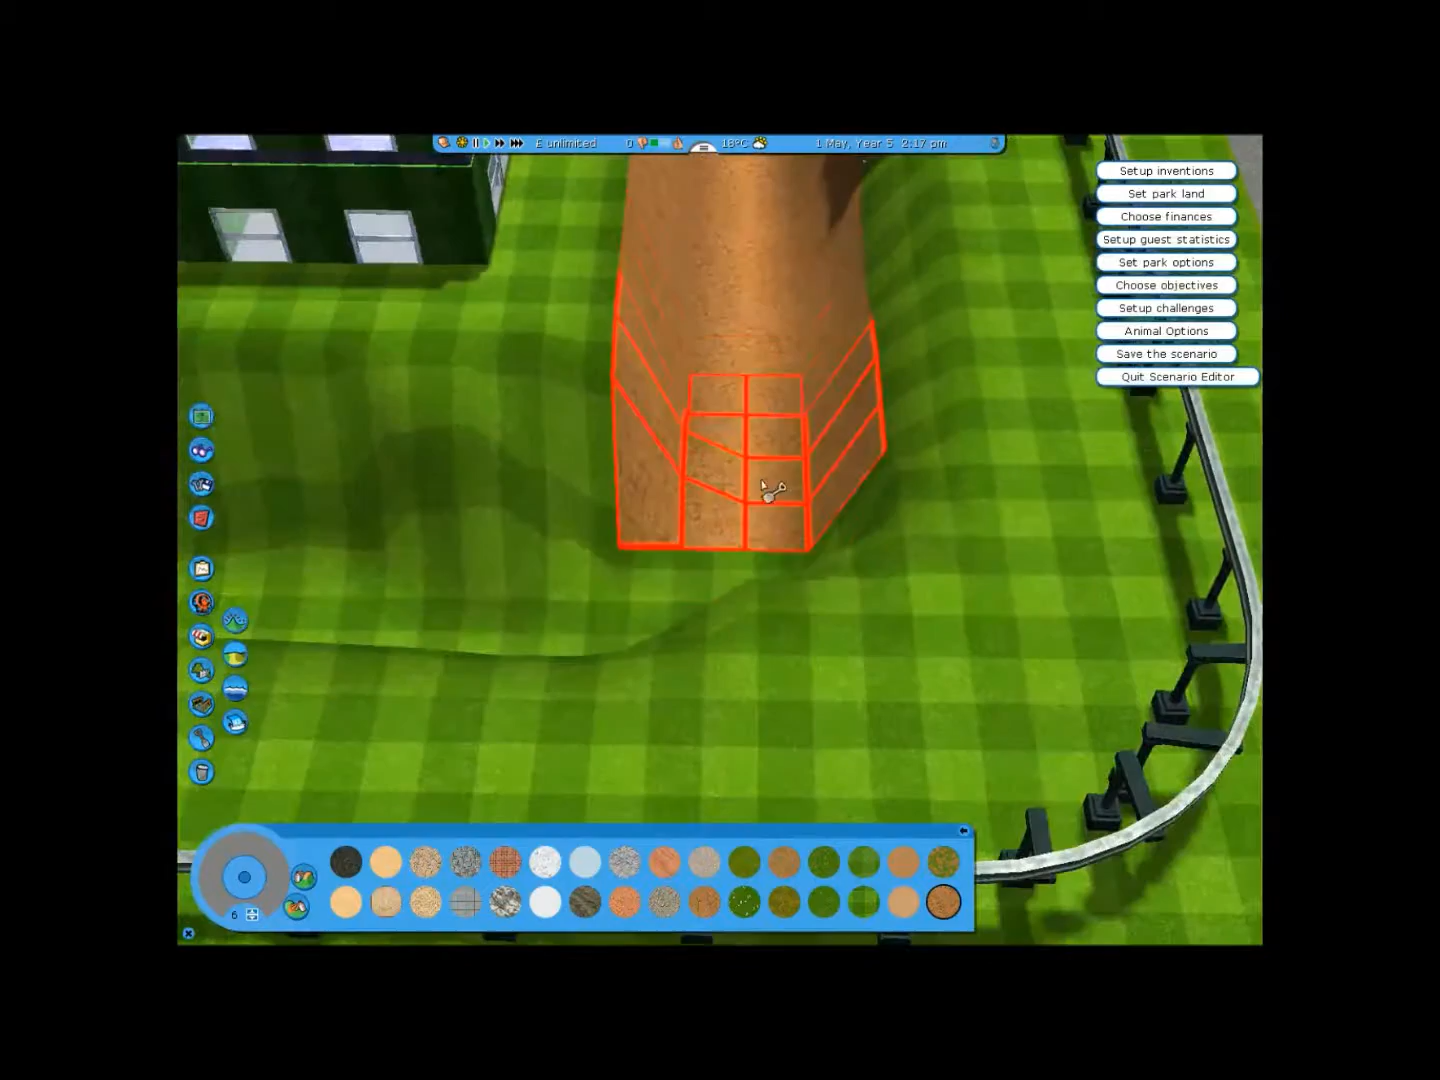 £ unlimited 0 18°C 1 May, Year 5 2:17 pm
Setup inventions
Set park land
Choose finances
Setup guest statistics
Set park options
Choose objectives
Setup challenges
Animal Options
Save the scenario
Quit Scenario Editor
6